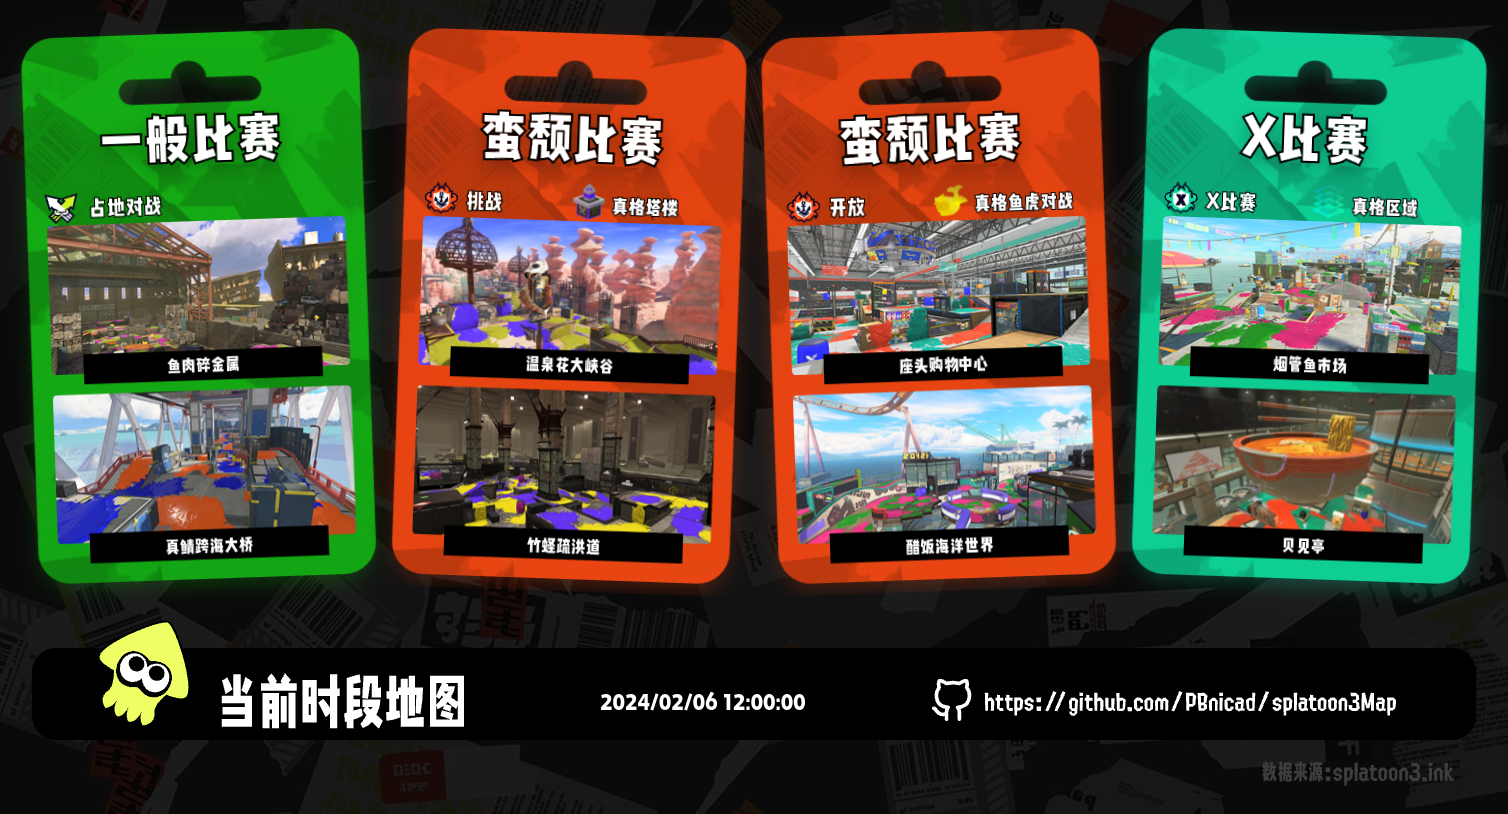 一般比赛
占地对战
鱼肉碎金属
真鲭跨海大桥
蛮颓比赛
挑战
真格塔楼
温泉花大峡谷
竹蛏疏洪道
蛮颓比赛
开放
真格鱼虎对战
座头购物中心
醋饭海洋世界
X比赛
X比赛
真格区域
烟管鱼市场
贝见亭
当前时段地图
2024/02/06 12:00:00
https://github.com/PBnicad/splatoon3Map
数据来源:splatoon3.ink